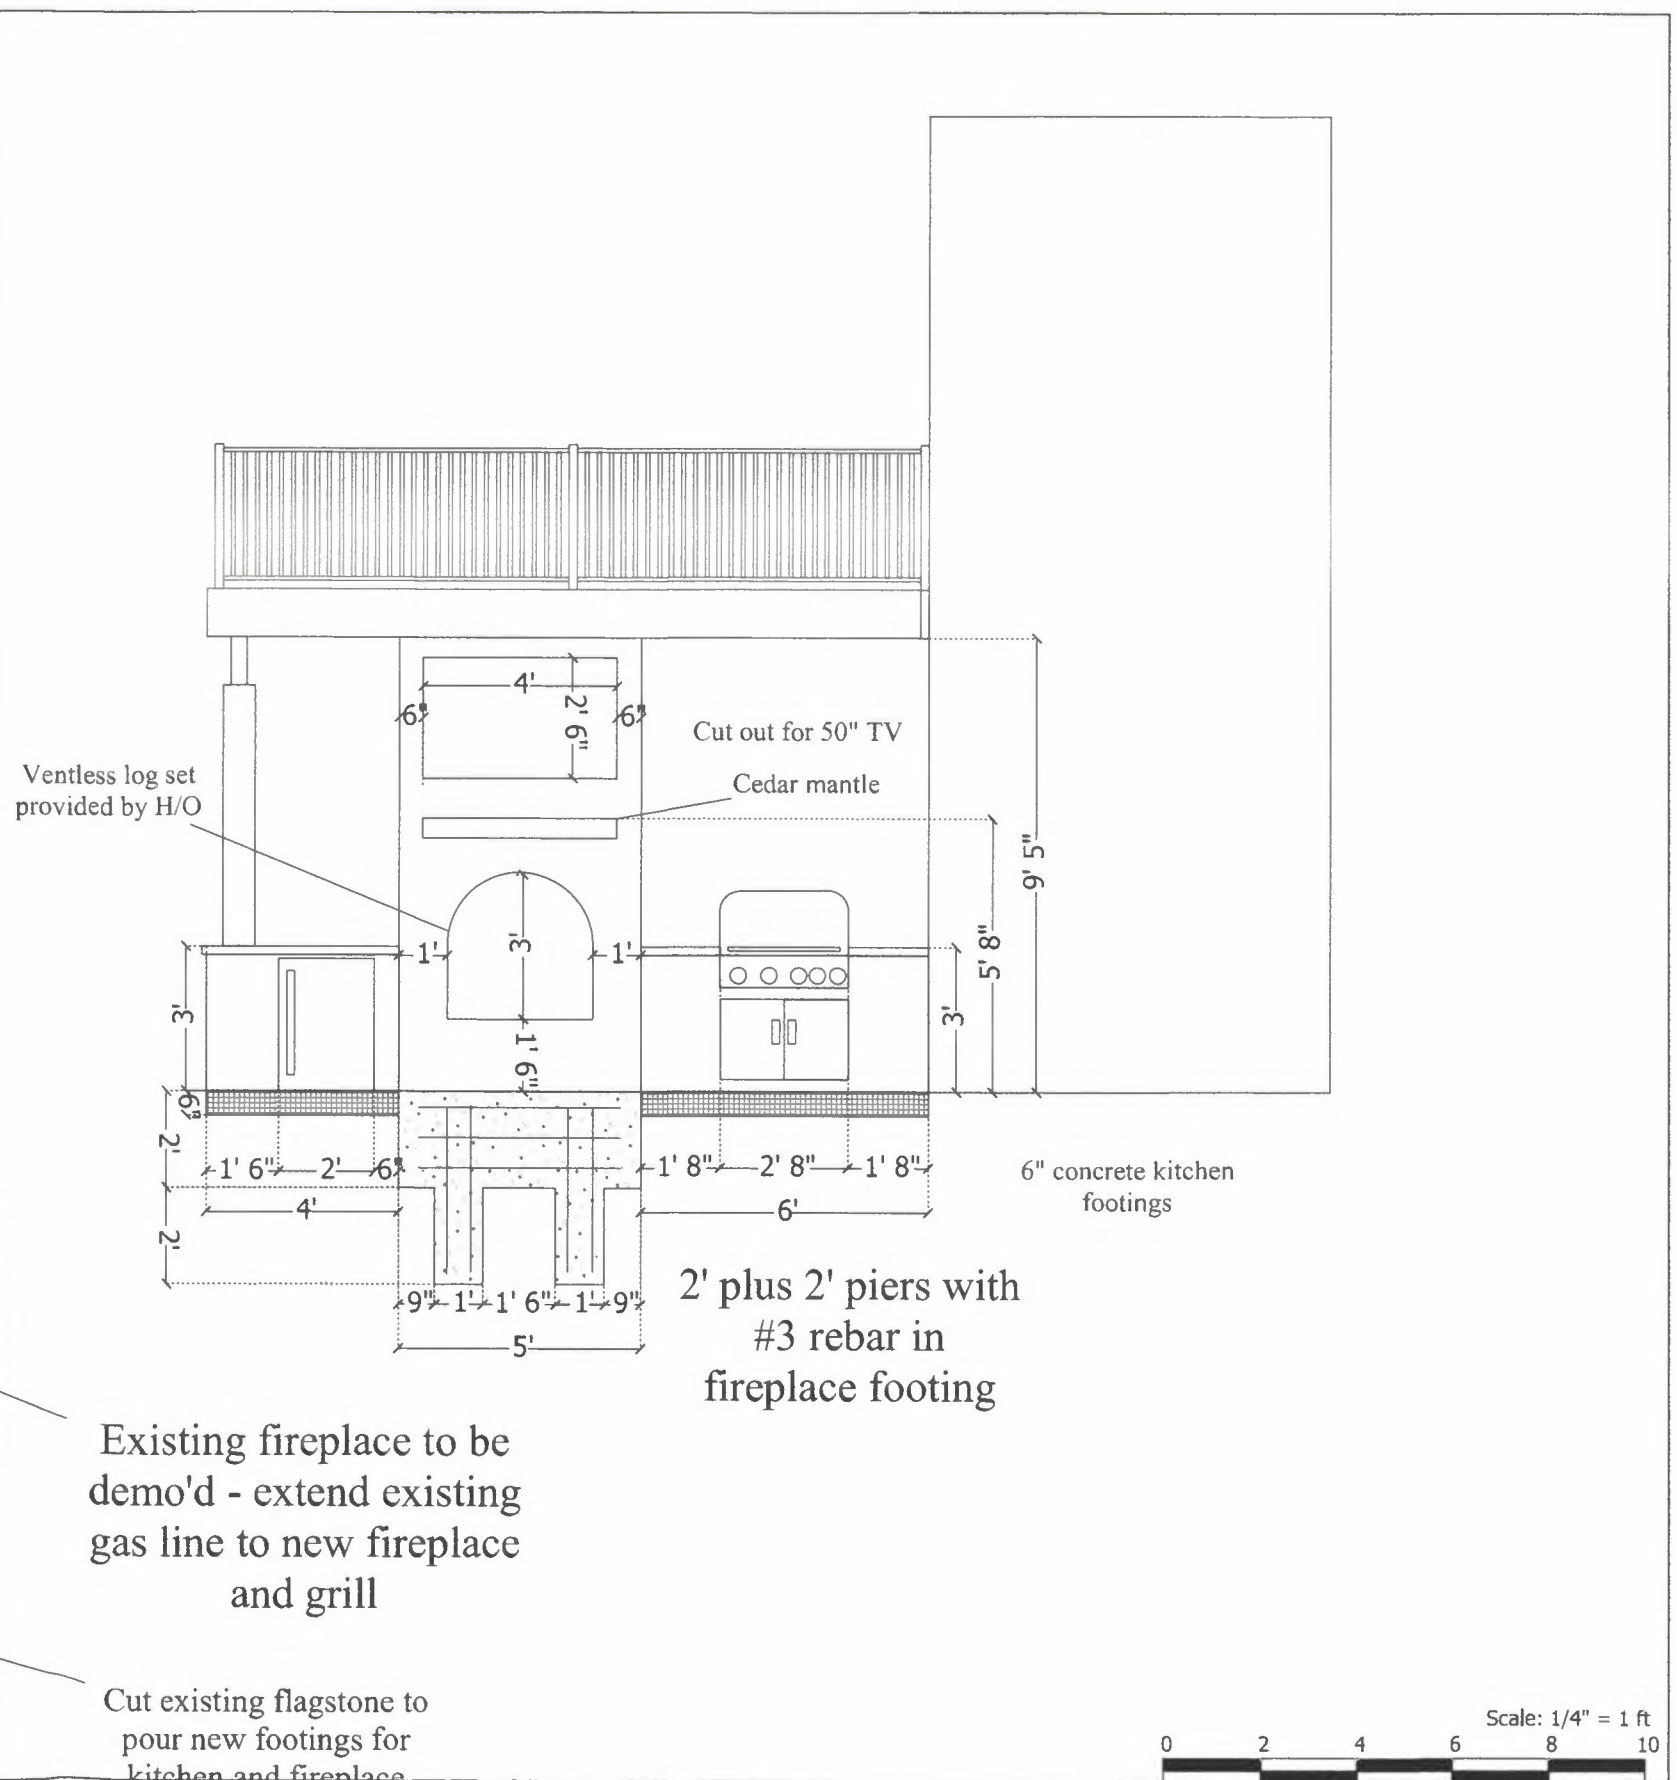 4'
2' 6"
6"
6"
Cut out for 50" TV
Cedar mantle
Ventless log set
provided by H/O
9' 5"
5' 8"
3'
1'
3'
1'
3'
1' 6"
6"
2'
1' 6"
2'
6"
4'
2'
1' 8"
2' 8"
1' 8"
6'
6" concrete kitchen
footings
9"
1'
1' 6"
1'
9"
5'
2' plus 2' piers with
#3 rebar in
fireplace footing
Existing fireplace to be
demo'd - extend existing
gas line to new fireplace
and grill
Cut existing flagstone to
pour new footings for
kitchen and fireplace
Scale: 1/4" = 1 ft
0 2 4 6 8 10